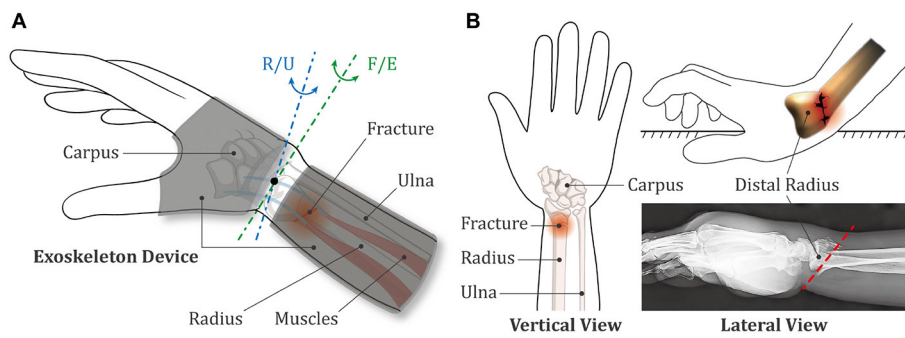 A
R/U
F/E
Fracture
Carpus
Ulna
Exoskeleton Device
Radius
Muscles
B
Carpus
Distal Radius
Fracture
Radius
Ulna
Vertical View
Lateral View